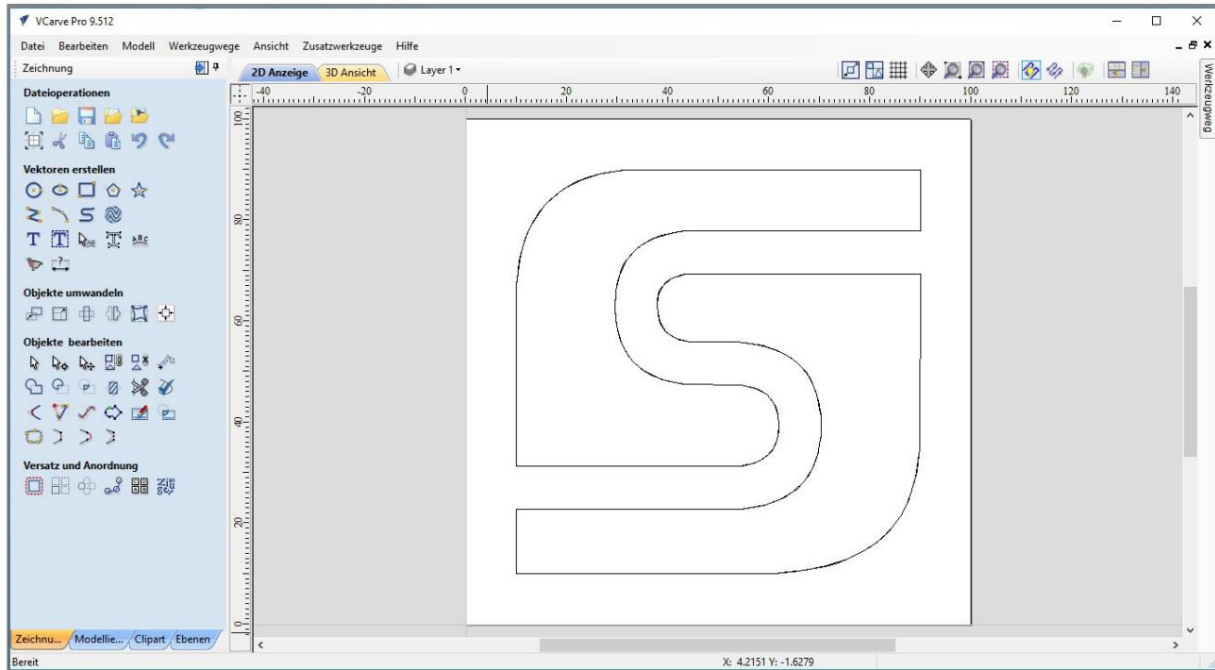 VCarve Pro 9.512
Datei Bearbeiten Modell Werkzeugwege Ansicht Zusatzwerkzeuge Hilfe
Zeichnung
2D Anzeige 3D Ansicht Layer 1
Werkzeugweg
-40 -20 0 20 40 60 80 100 120 140
100
80
60
40
20
0
Dateioperationen
Vektoren erstellen
Objekte umwandeln
Objekte bearbeiten
Versatz und Anordnung
Zeichnu... Modellie... Clipart Ebenen
Bereit
X: 4.2151 Y: -1.6279